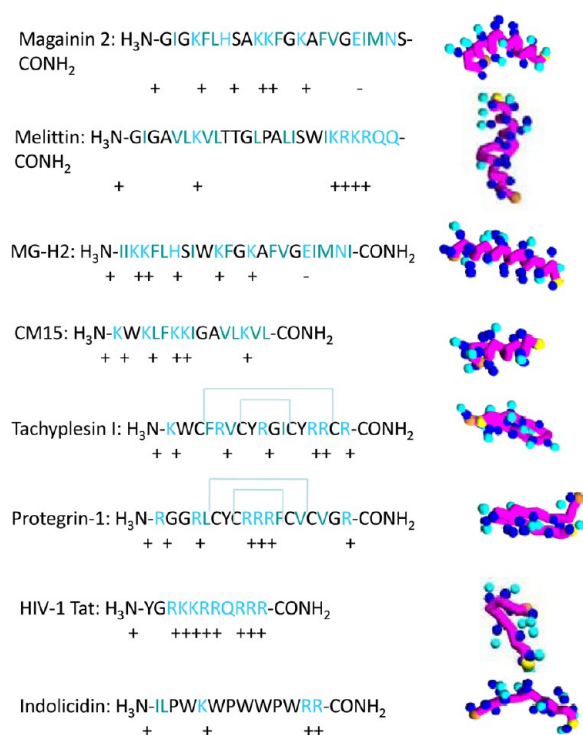 Magainin 2: H₃N-GIGKFLHSAKKFGKAFVGEIMNS-
CONH₂
+ + + ++ + -
Melittin: H₃N-GIGAVLKVLTTGLPALISWIKRKRQQ-
CONH₂
+ + ++++
MG-H2: H₃N-IIKKFLHSIWKFGKAFVGEIMNI-CONH₂
+ ++ + + + -
CM15: H₃N-KWKLFKKIGAVLKVL-CONH₂
+ + + ++ +
Tachyplesin I: H₃N-KWCFRVCYRGICYRRCR-CONH₂
+ + + + ++ +
Protegrin-1: H₃N-RGGRLCYCRRRFCVCVGR-CONH₂
+ + + +++ +
HIV-1 Tat: H₃N-YGRKKRRQRRR-CONH₂
+ +++++ +++
Indolicidin: H₃N-ILPWKWPWWPWRR-CONH₂
+ + ++